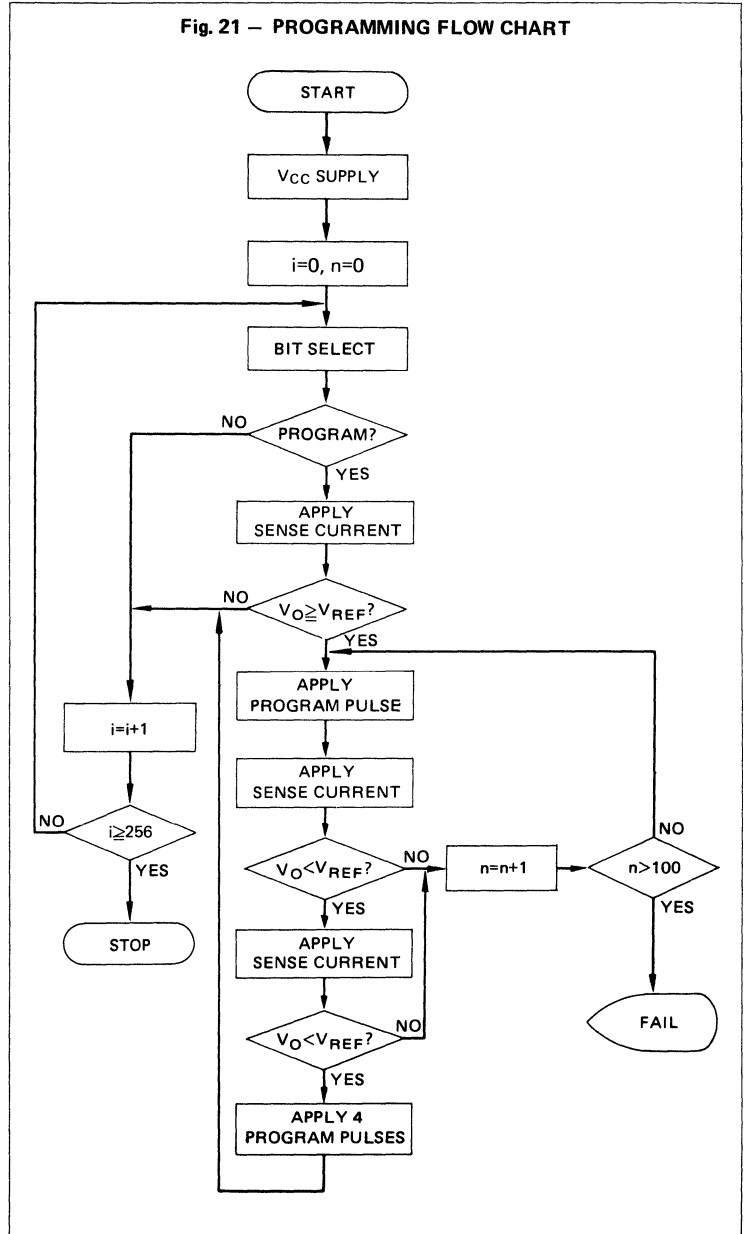 Fig. 21 – PROGRAMMING FLOW CHART
START
VCC SUPPLY
i=0, n=0
BIT SELECT
NO
PROGRAM?
YES
APPLY
SENSE CURRENT
NO
VO≧VREF?
YES
APPLY
PROGRAM PULSE
i=i+1
APPLY
SENSE CURRENT
NO
i≧256
YES
STOP
VO<VREF?
NO
YES
n=n+1
n>100
NO
YES
FAIL
APPLY
SENSE CURRENT
VO<VREF?
NO
YES
APPLY 4
PROGRAM PULSES